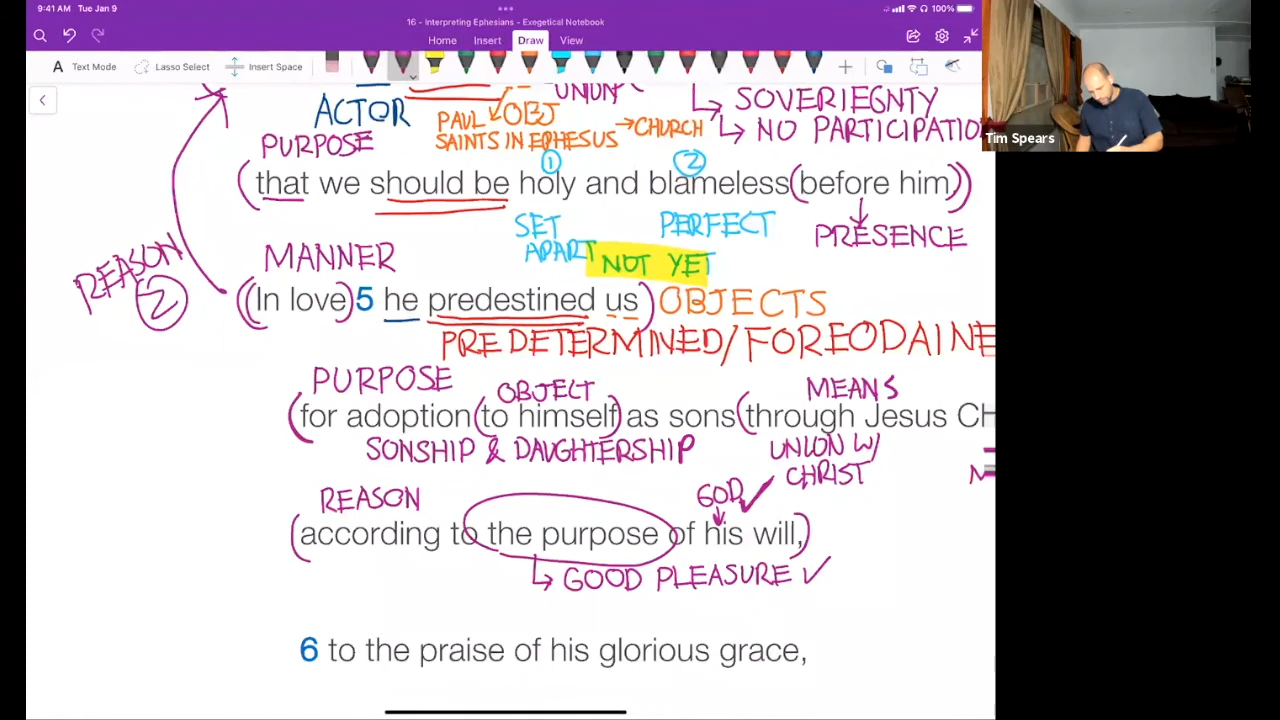 9:41 AM Tue Jan 9
100%
16 - Interpreting Ephesians - Exegetical Notebook
Home Insert Draw View
A Text Mode Lasso Select Insert Space
Tim Spears
UNION
ACTOR
PAUL OBJ
SAINTS IN EPHESUS → CHURCH
SOVERIEGNTY
NO PARTICIPATIO
PURPOSE
1 2
(that we should be holy and blameless (before him,))
SET APART
PERFECT
PRESENCE
NOT YET
REASON 2
MANNER
((In love) 5 he predestined us) OBJECTS
PREDETERMINED/FOREODAINE
PURPOSE
OBJECT
MEANS
(for adoption (to himself) as sons (through Jesus CH
SONSHIP & DAUGHTERSHIP
UNION W/
CHRIST
REASON
GOD
(according to the purpose of his will,)
GOOD PLEASURE ✓
6 to the praise of his glorious grace,